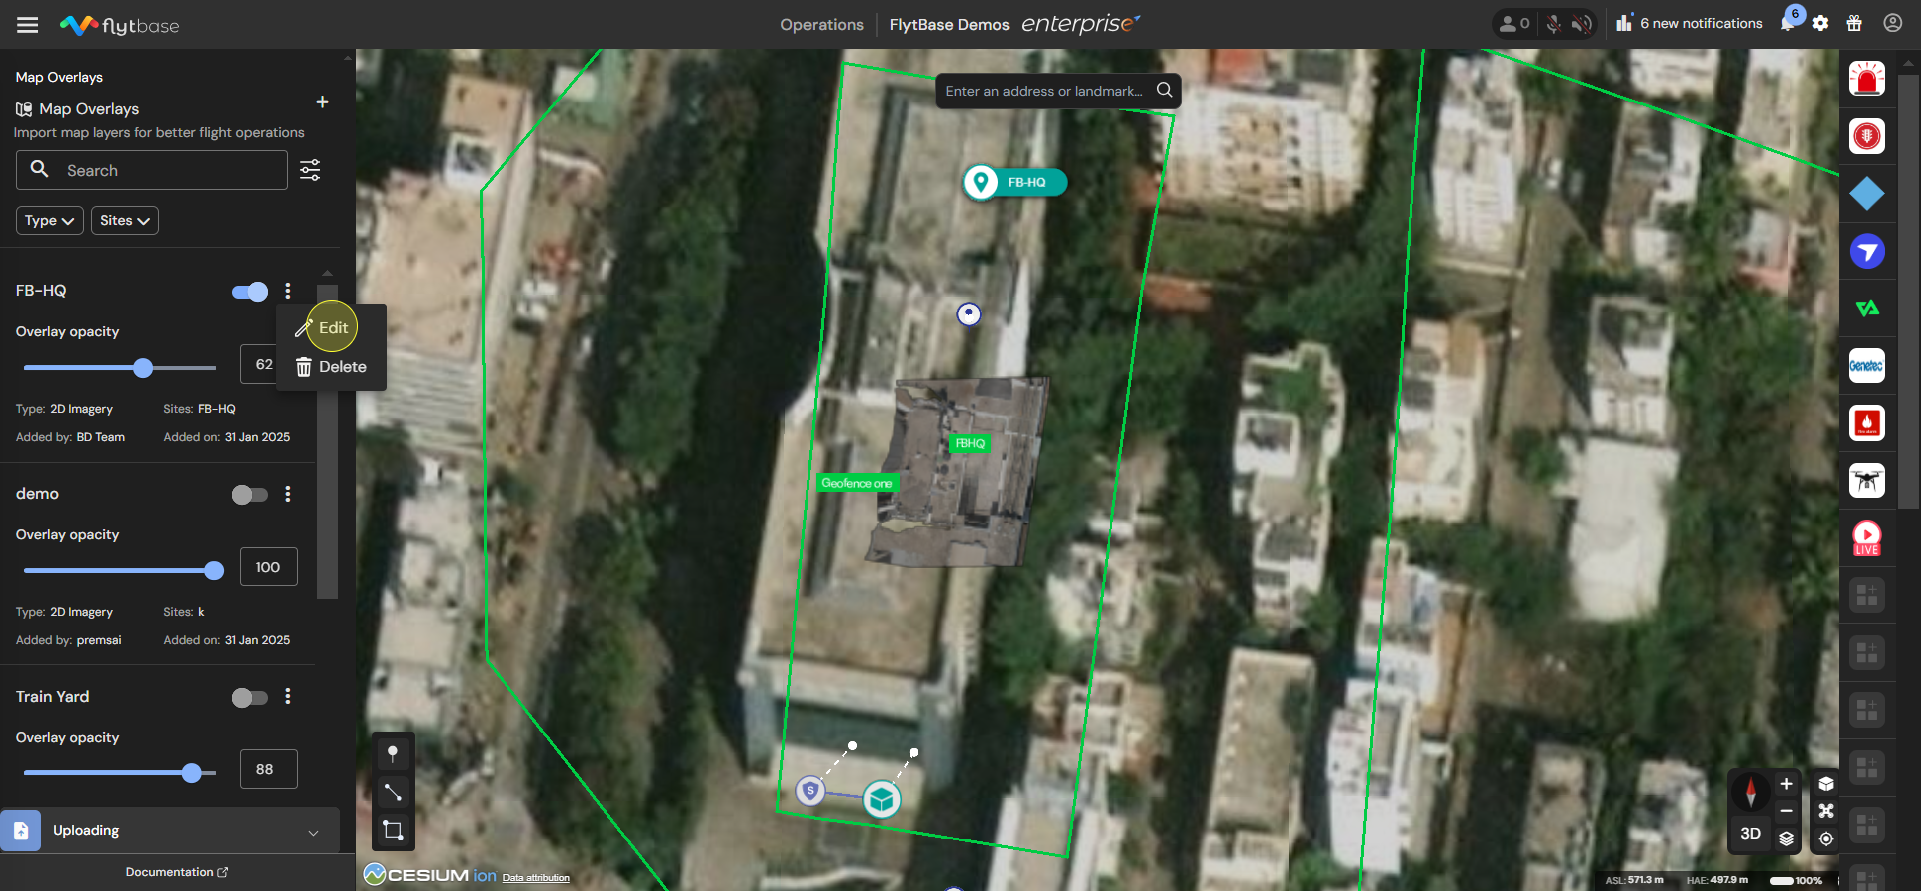 flytbase
Operations
FlytBase Demos enterprise
0
6 new notifications
6
Map Overlays
Map Overlays
Import map layers for better flight operations
Search
Type
Sites
FB-HQ
Edit
Delete
Overlay opacity
62
Type: 2D Imagery
Sites: FB-HQ
Added by: BD Team
Added on: 31 Jan 2025
demo
Overlay opacity
100
Type: 2D Imagery
Sites: k
Added by: premsai
Added on: 31 Jan 2025
Train Yard
Overlay opacity
88
Uploading
Documentation
Enter an address or landmark...
FB-HQ
FBHQ
Geofence one
S
CESIUM ion Data attribution
3D
ASL: 571.3 m
HAE: 497.9 m
100%
Genetec
LIVE